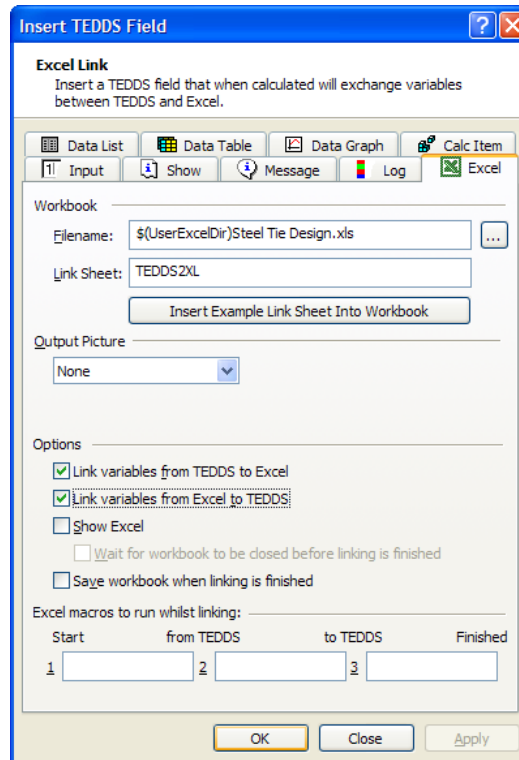 Insert TEDDS Field
Excel Link
Insert a TEDDS field that when calculated will exchange variables
between TEDDS and Excel.
Data List Data Table Data Graph Calc Item
Input Show Message Log Excel
Workbook
Filename: $(UserExcelDir)Steel Tie Design.xls ...
Link Sheet: TEDDS2XL
Insert Example Link Sheet Into Workbook
Output Picture
None
Options
Link variables from TEDDS to Excel
Link variables from Excel to TEDDS
Show Excel
Wait for workbook to be closed before linking is finished
Save workbook when linking is finished
Excel macros to run whilst linking:
Start from TEDDS to TEDDS Finished
1 2 3
OK Close Apply